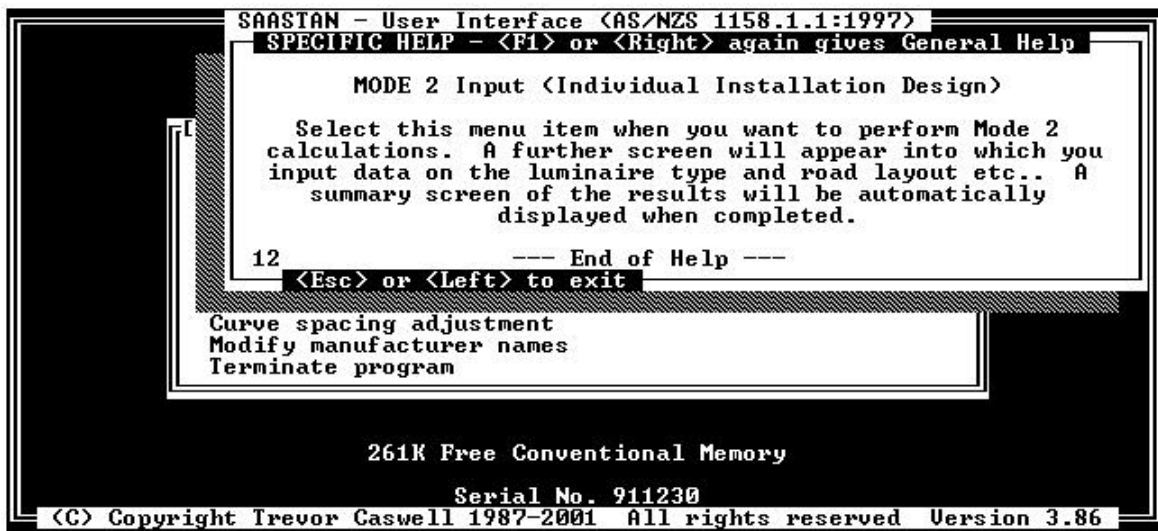 SAASTAN - User Interface (AS/NZS 1158.1.1:1997)
SPECIFIC HELP - <F1> or <Right> again gives General Help
MODE 2 Input (Individual Installation Design)
Select this menu item when you want to perform Mode 2
calculations. A further screen will appear into which you
input data on the luminaire type and road layout etc.. A
summary screen of the results will be automatically
displayed when completed.
12 --- End of Help ---
<Esc> or <Left> to exit
Curve spacing adjustment
Modify manufacturer names
Terminate program
261K Free Conventional Memory
Serial No. 911230
(C) Copyright Trevor Caswell 1987-2001 All rights reserved Version 3.86